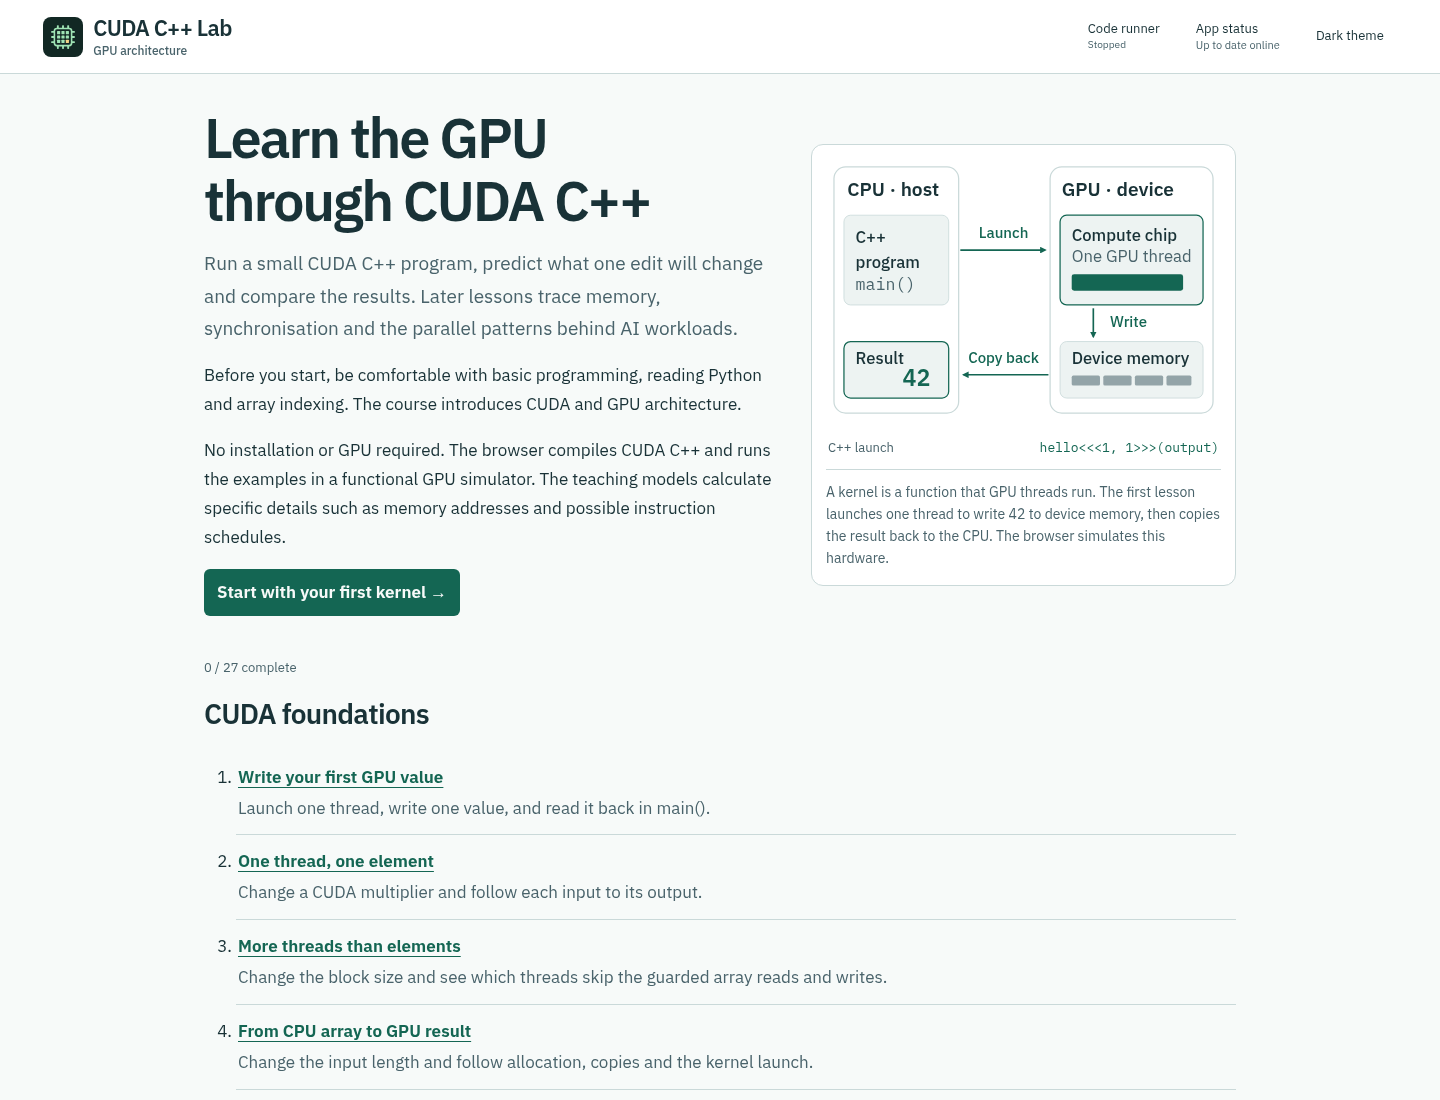 CUDA C++ Lab
GPU architecture
Code runner
Stopped
App status
Up to date online
Dark theme
Learn the GPU
through CUDA C++
Run a small CUDA C++ program, predict what one edit will change
and compare the results. Later lessons trace memory,
synchronisation and the parallel patterns behind AI workloads.
Before you start, be comfortable with basic programming, reading Python
and array indexing. The course introduces CUDA and GPU architecture.
No installation or GPU required. The browser compiles CUDA C++ and runs
the examples in a functional GPU simulator. The teaching models calculate
specific details such as memory addresses and possible instruction
schedules.
Start with your first kernel →
CPU · host
C++
program
main()
Result
42
Launch
Copy back
GPU · device
Compute chip
One GPU thread
Write
Device memory
C++ launch
hello<<<1, 1>>>(output)
A kernel is a function that GPU threads run. The first lesson
launches one thread to write 42 to device memory, then copies
the result back to the CPU. The browser simulates this
hardware.
0 / 27 complete
CUDA foundations
1. Write your first GPU value
Launch one thread, write one value, and read it back in main().
2. One thread, one element
Change a CUDA multiplier and follow each input to its output.
3. More threads than elements
Change the block size and see which threads skip the guarded array reads and writes.
4. From CPU array to GPU result
Change the input length and follow allocation, copies and the kernel launch.